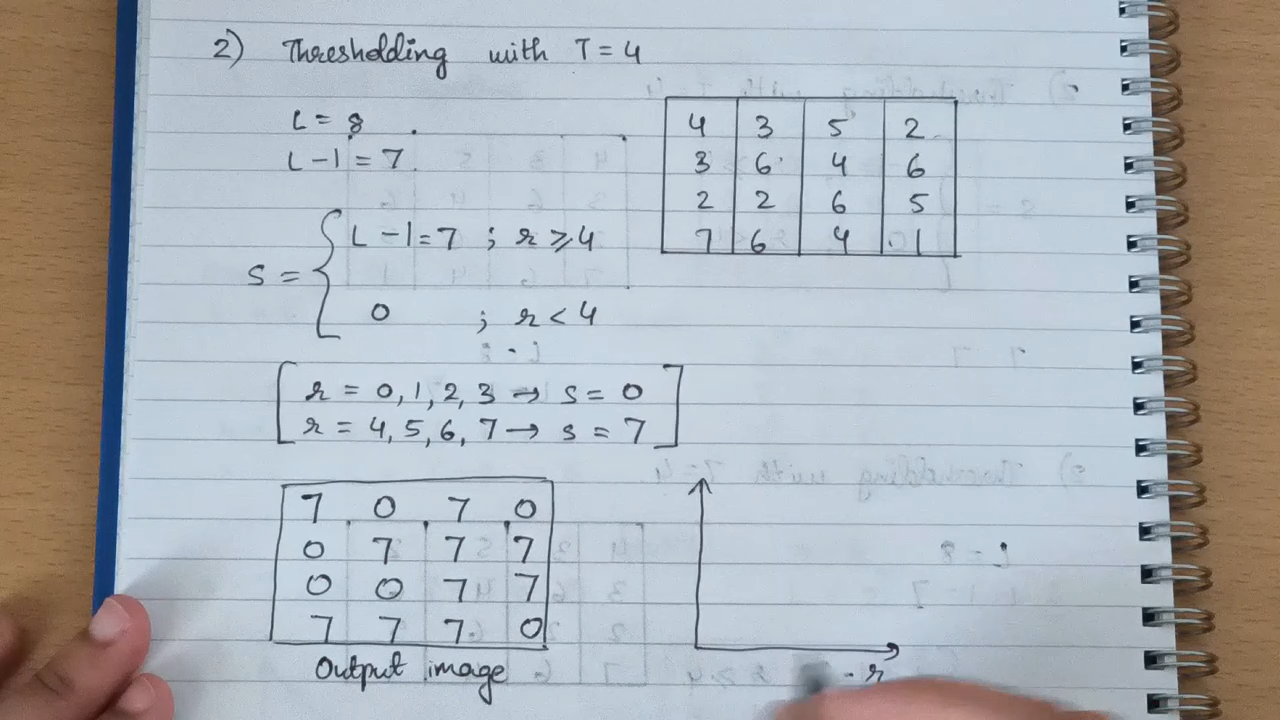 2) Thresholding with T = 4
L = 8
L-1 = 7
4 3 5 2
3 6 4 6
2 2 6 5
7 6 4 1
s = { L-1 = 7 ; r ≥ 4
0 ; r < 4
r = 0, 1, 2, 3 → s = 0
r = 4, 5, 6, 7 → s = 7
7 0 7 0
0 7 7 7
0 0 7 7
7 7 7 0
Output image
r